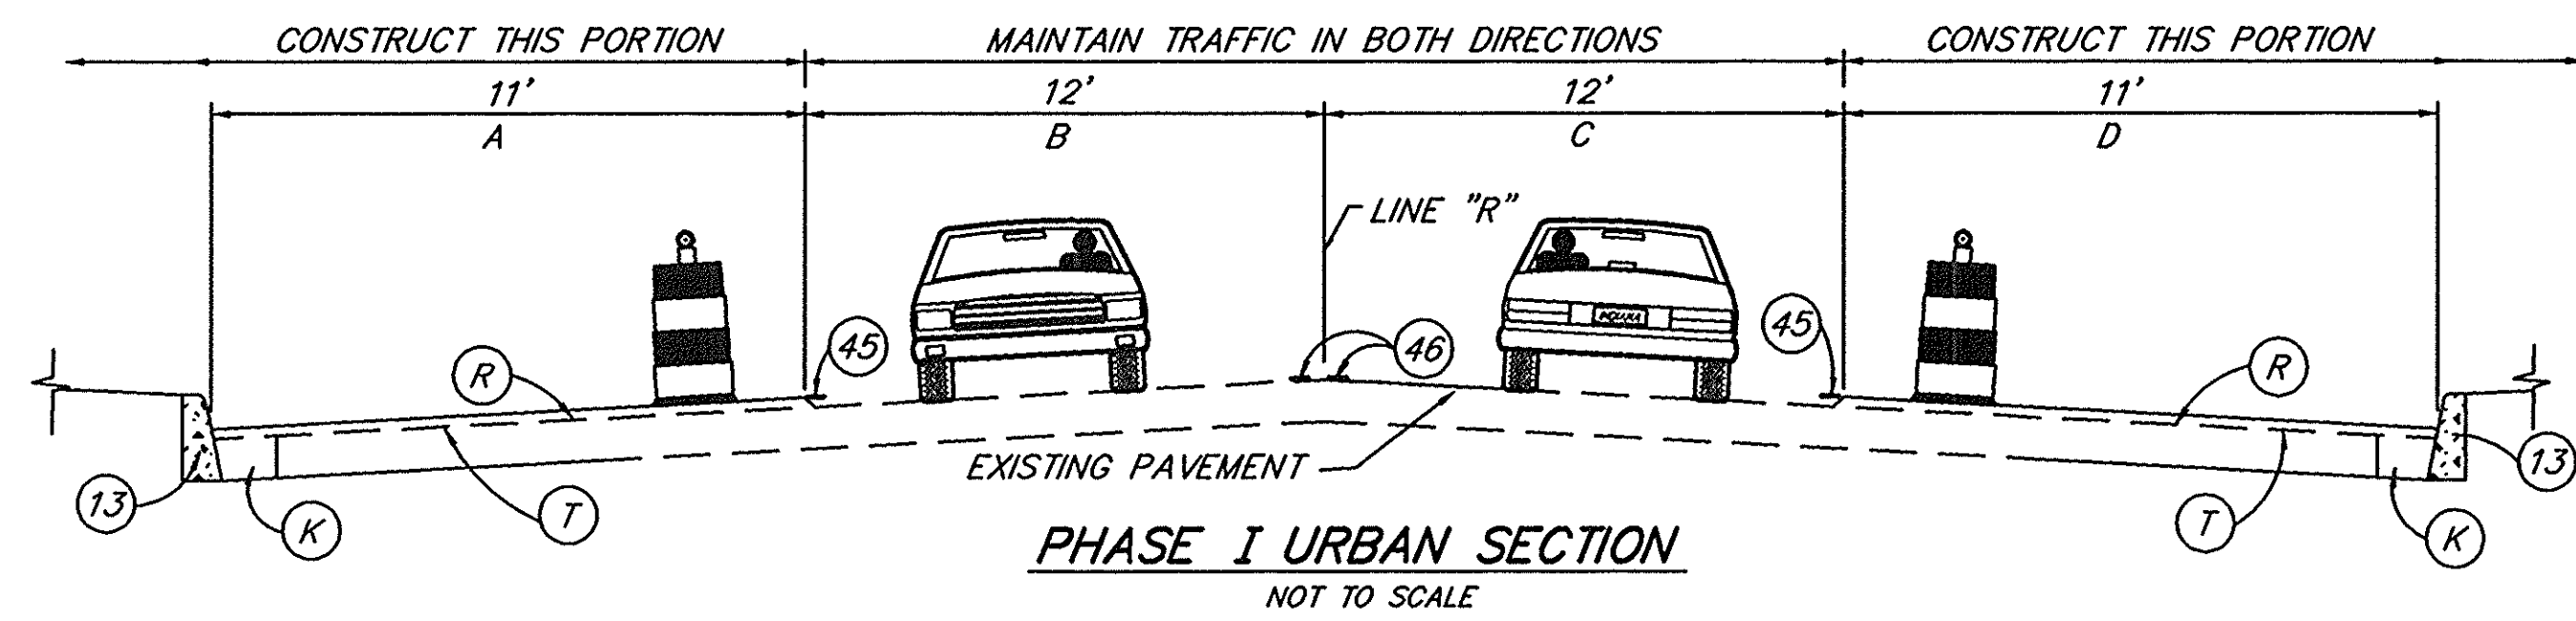 CONSTRUCT THIS PORTION MAINTAIN TRAFFIC IN BOTH DIRECTIONS CONSTRUCT THIS PORTION
11' 12' 12' 11'
A B C D
LINE "R"
45 46 45
R R
INDIANA
EXISTING PAVEMENT
13 K T T K 13
PHASE I URBAN SECTION
NOT TO SCALE